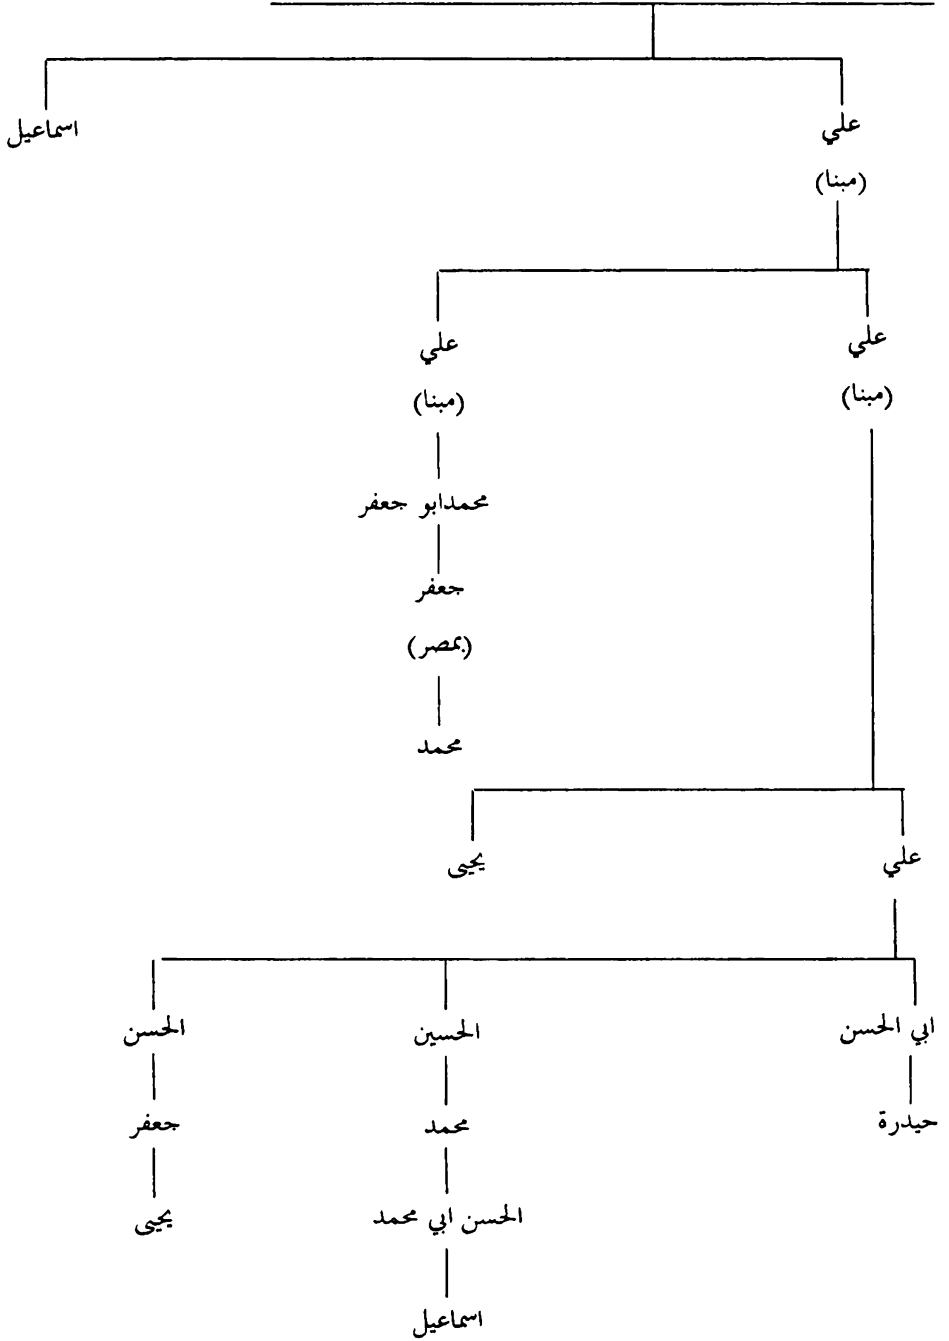 علي
اسماعيل
(مبنا)
علي
علي
(مبنا)
(مبنا)
محمدابو جعفر
جعفر
(بمصر)
محمد
علي
يحيى
ابي الحسن
الحسين
الحسن
حيدرة
محمد
جعفر
الحسن ابي محمد
يحيى
اسماعيل